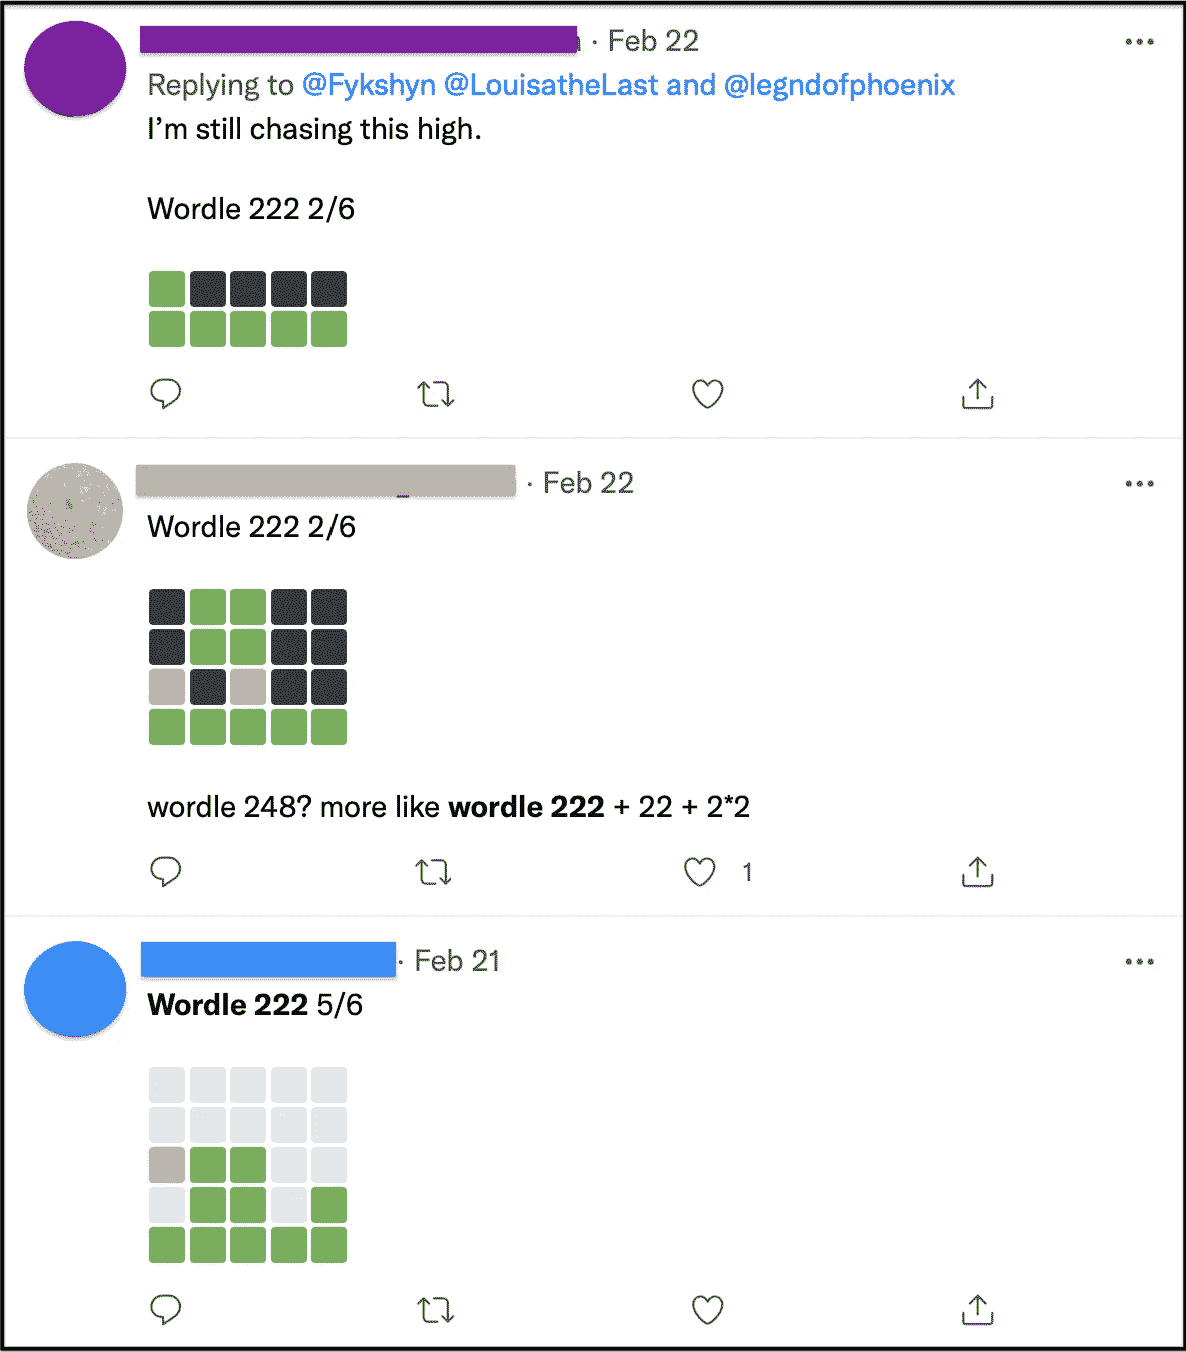 · Feb 22
Replying to @Fykshyn @LouisatheLast and @legndofphoenix
I'm still chasing this high.
Wordle 222 2/6
· Feb 22
Wordle 222 2/6
wordle 248? more like wordle 222 + 22 + 2*2
1
· Feb 21
Wordle 222 5/6